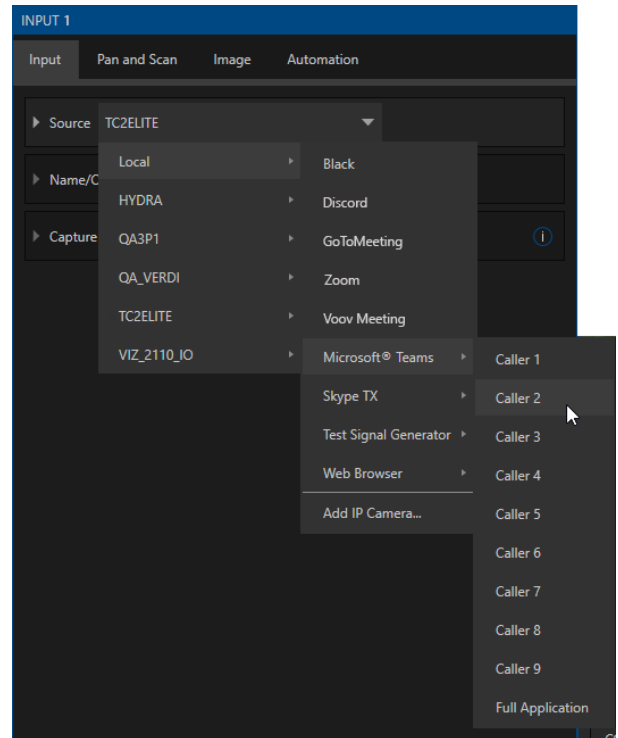 INPUT 1
Input Pan and Scan Image Automation
Source TC2ELITE
Name/C
Capture
Local
HYDRA
QA3P1
QA_VERDI
TC2ELITE
VIZ_2110_IO
Black
Discord
GoToMeeting
Zoom
Voov Meeting
Microsoft® Teams
Skype TX
Test Signal Generator
Web Browser
Add IP Camera...
Caller 1
Caller 2
Caller 3
Caller 4
Caller 5
Caller 6
Caller 7
Caller 8
Caller 9
Full Application